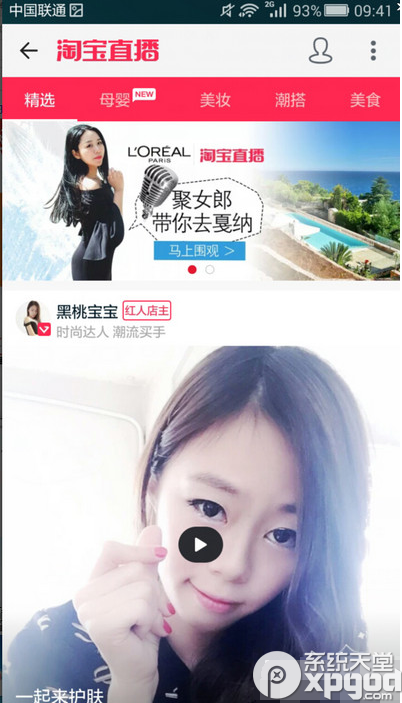 中国联通 2G 93% 09:41
淘宝直播
精选 母婴 NEW 美妆 潮搭 美食
L'ORÉAL
PARIS
淘宝直播
聚女郎
带你去戛纳
马上围观 >
黑桃宝宝 红人店主
时尚达人 潮流买手
一起来护肤
系统天堂
xpgod